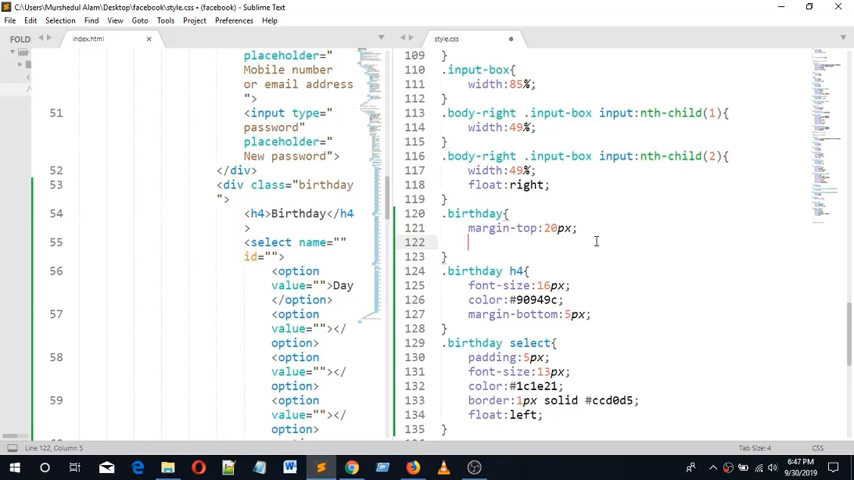 C:\Users\Murshedul Alam\Desktop\facebook\style.css • (facebook) - Sublime Text
File Edit Selection Find View Goto Tools Project Preferences Help
FOLD
index.html
style.css
placeholder="
Mobile number
or email address
">
51 <input type="
password"
placeholder="
New password">
52 </div>
53 <div class="birthday
">
54 <h4>Birthday</h4
>
55 <select name=""
id="">
56 <option
value="">Day
</option>
57 <option
value=""></
option>
58 <option
value=""></
option>
59 <option
value=""></
option>
109 }
110 .input-box{
111 width:85%;
112 }
113 .body-right .input-box input:nth-child(1){
114 width:49%;
115 }
116 .body-right .input-box input:nth-child(2){
117 width:49%;
118 float:right;
119 }
120 .birthday{
121 margin-top:20px;
122
123 }
124 .birthday h4{
125 font-size:16px;
126 color:#90949c;
127 margin-bottom:5px;
128 }
129 .birthday select{
130 padding:5px;
131 font-size:13px;
132 color:#1c1e21;
133 border:1px solid #ccd0d5;
134 float:left;
135 }
Line 122, Column 5
Tab Size:4
CSS
6:47 PM
9/30/2019